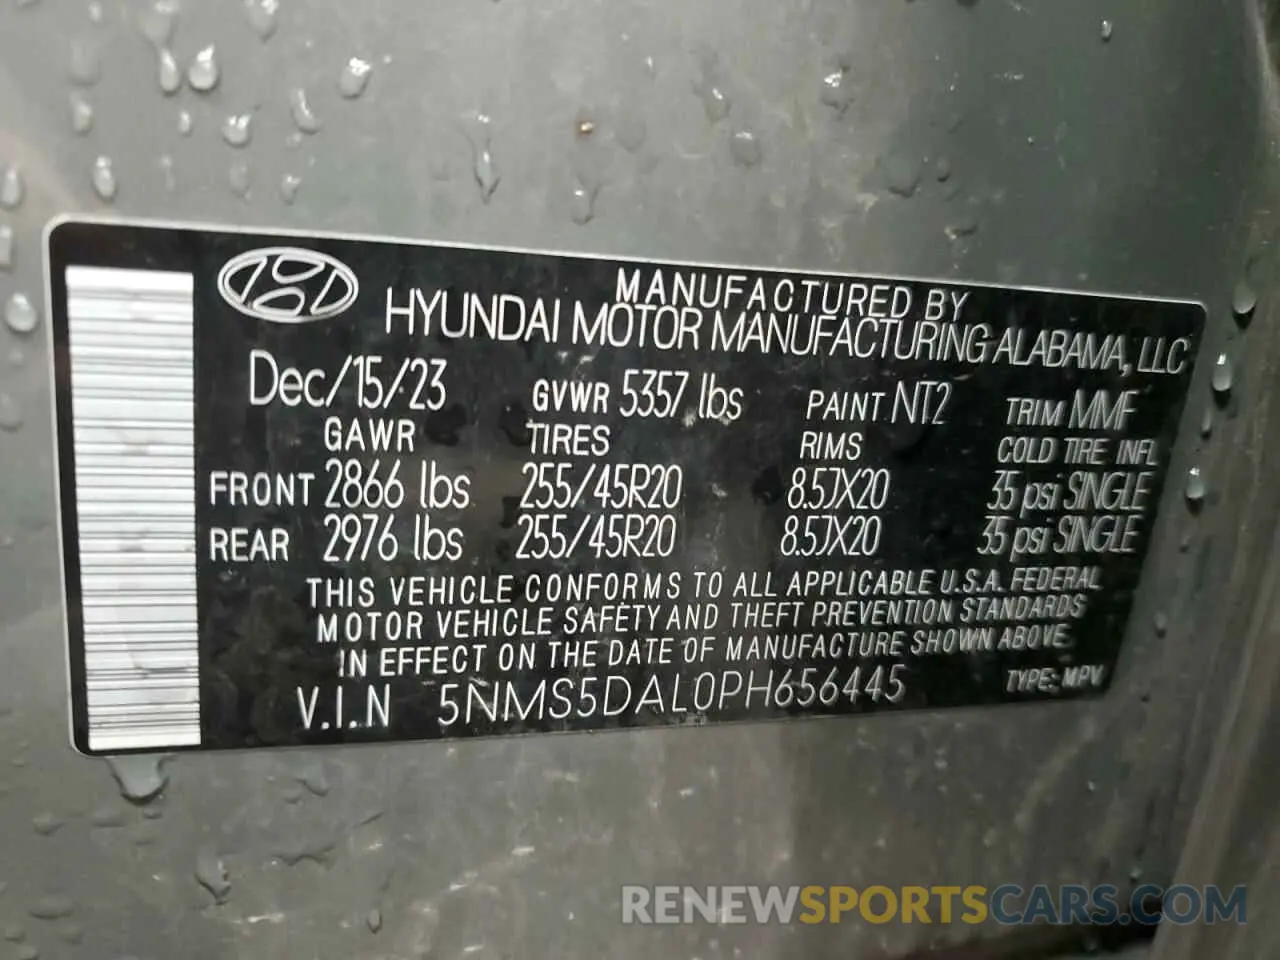 MANUFACTURED BY
HYUNDAI MOTOR MANUFACTURING ALABAMA, LLC
Dec/15/23 GVWR 5357 lbs PAINT NT2 TRIM MMF
GAWR TIRES RIMS COLD TIRE INFL
FRONT 2866 lbs 255/45R20 8.5JX20 35 psi SINGLE
REAR 2976 lbs 255/45R20 8.5JX20 35 psi SINGLE
THIS VEHICLE CONFORMS TO ALL APPLICABLE U.S.A. FEDERAL
MOTOR VEHICLE SAFETY AND THEFT PREVENTION STANDARDS
IN EFFECT ON THE DATE OF MANUFACTURE SHOWN ABOVE
V.I.N 5NMS5DAL0PH656445 TYPE: MPV
RENEWSPORTSCARS.COM